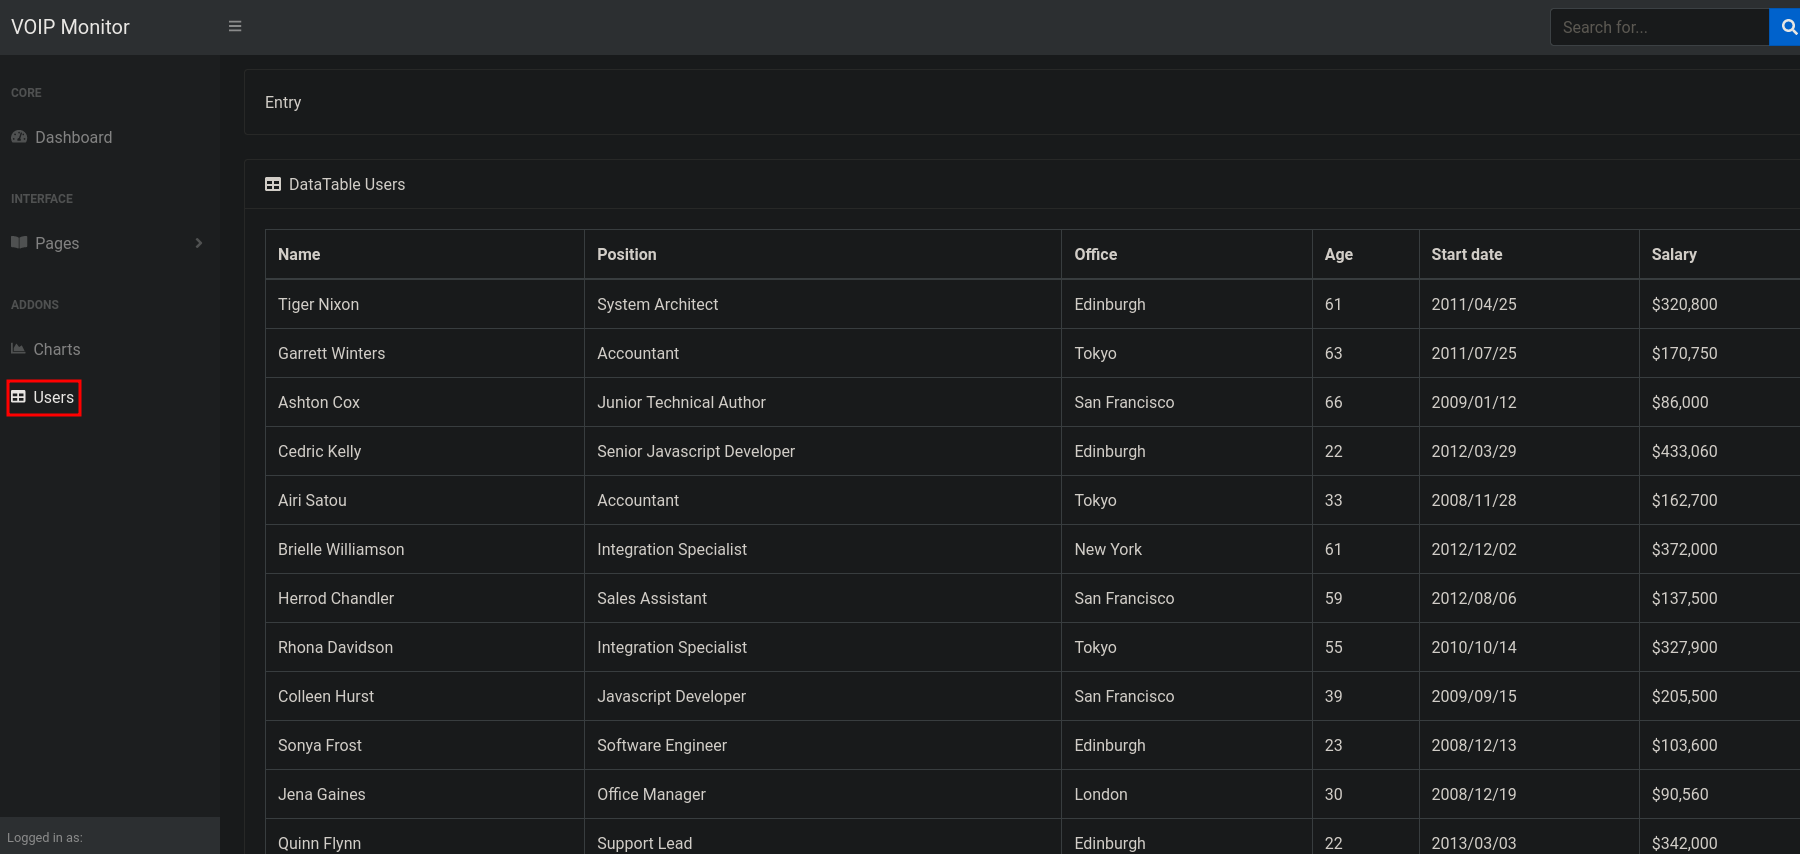 VOIP Monitor
Search for...
CORE
Dashboard
INTERFACE
Pages
ADDONS
Charts
Users
Logged in as:
Entry
DataTable Users
Name Position Office Age Start date Salary
Tiger Nixon System Architect Edinburgh 61 2011/04/25 $320,800
Garrett Winters Accountant Tokyo 63 2011/07/25 $170,750
Ashton Cox Junior Technical Author San Francisco 66 2009/01/12 $86,000
Cedric Kelly Senior Javascript Developer Edinburgh 22 2012/03/29 $433,060
Airi Satou Accountant Tokyo 33 2008/11/28 $162,700
Brielle Williamson Integration Specialist New York 61 2012/12/02 $372,000
Herrod Chandler Sales Assistant San Francisco 59 2012/08/06 $137,500
Rhona Davidson Integration Specialist Tokyo 55 2010/10/14 $327,900
Colleen Hurst Javascript Developer San Francisco 39 2009/09/15 $205,500
Sonya Frost Software Engineer Edinburgh 23 2008/12/13 $103,600
Jena Gaines Office Manager London 30 2008/12/19 $90,560
Quinn Flynn Support Lead Edinburgh 22 2013/03/03 $342,000